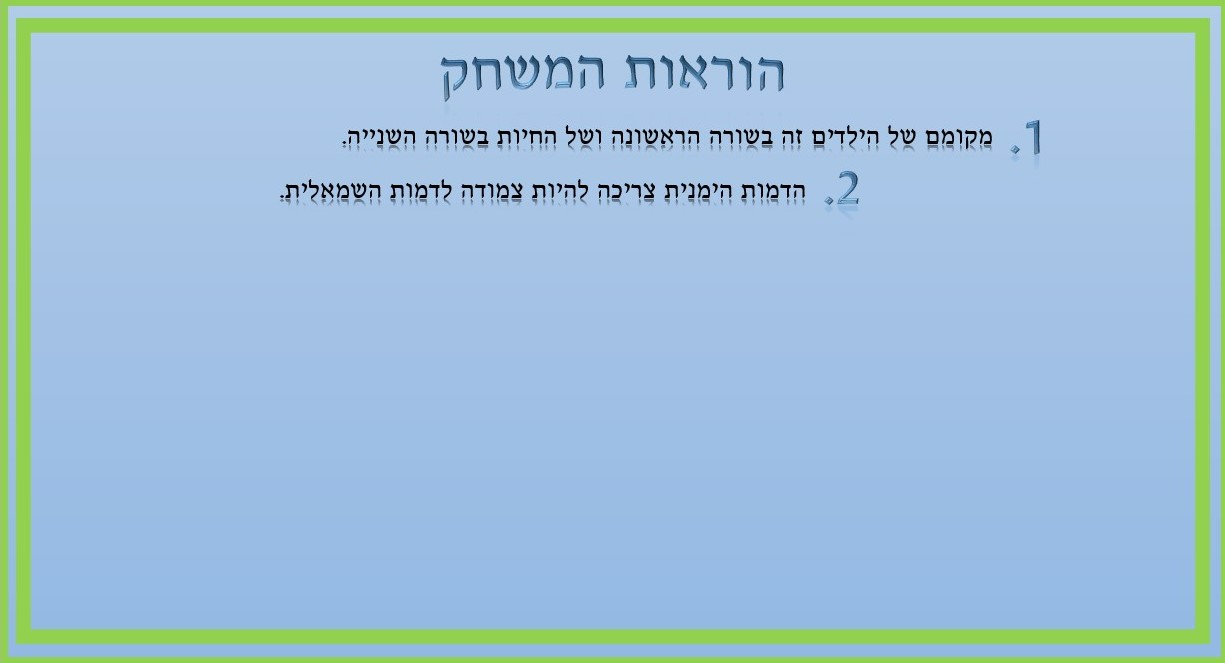 הוראות המשחק
1. מקומם של הילדים זה בשורה הראשונה ושל החיות בשורה השנייה.
2. הדמות הימנית צריכה להיות צמודה לדמות השמאלית.